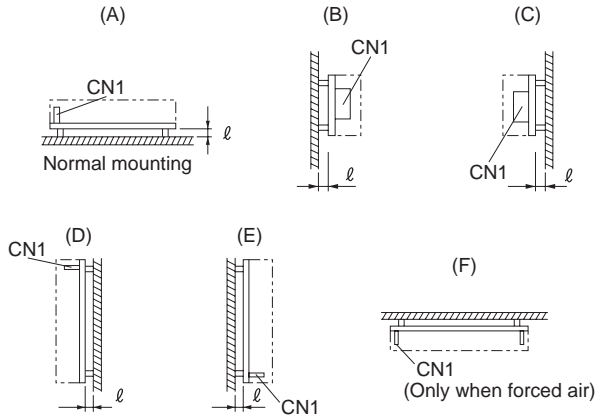 (A)
CN1
ℓ
Normal mounting
(B)
CN1
ℓ
(C)
CN1
ℓ
(D)
CN1
ℓ
(E)
ℓ
CN1
(F)
CN1
(Only when forced air)